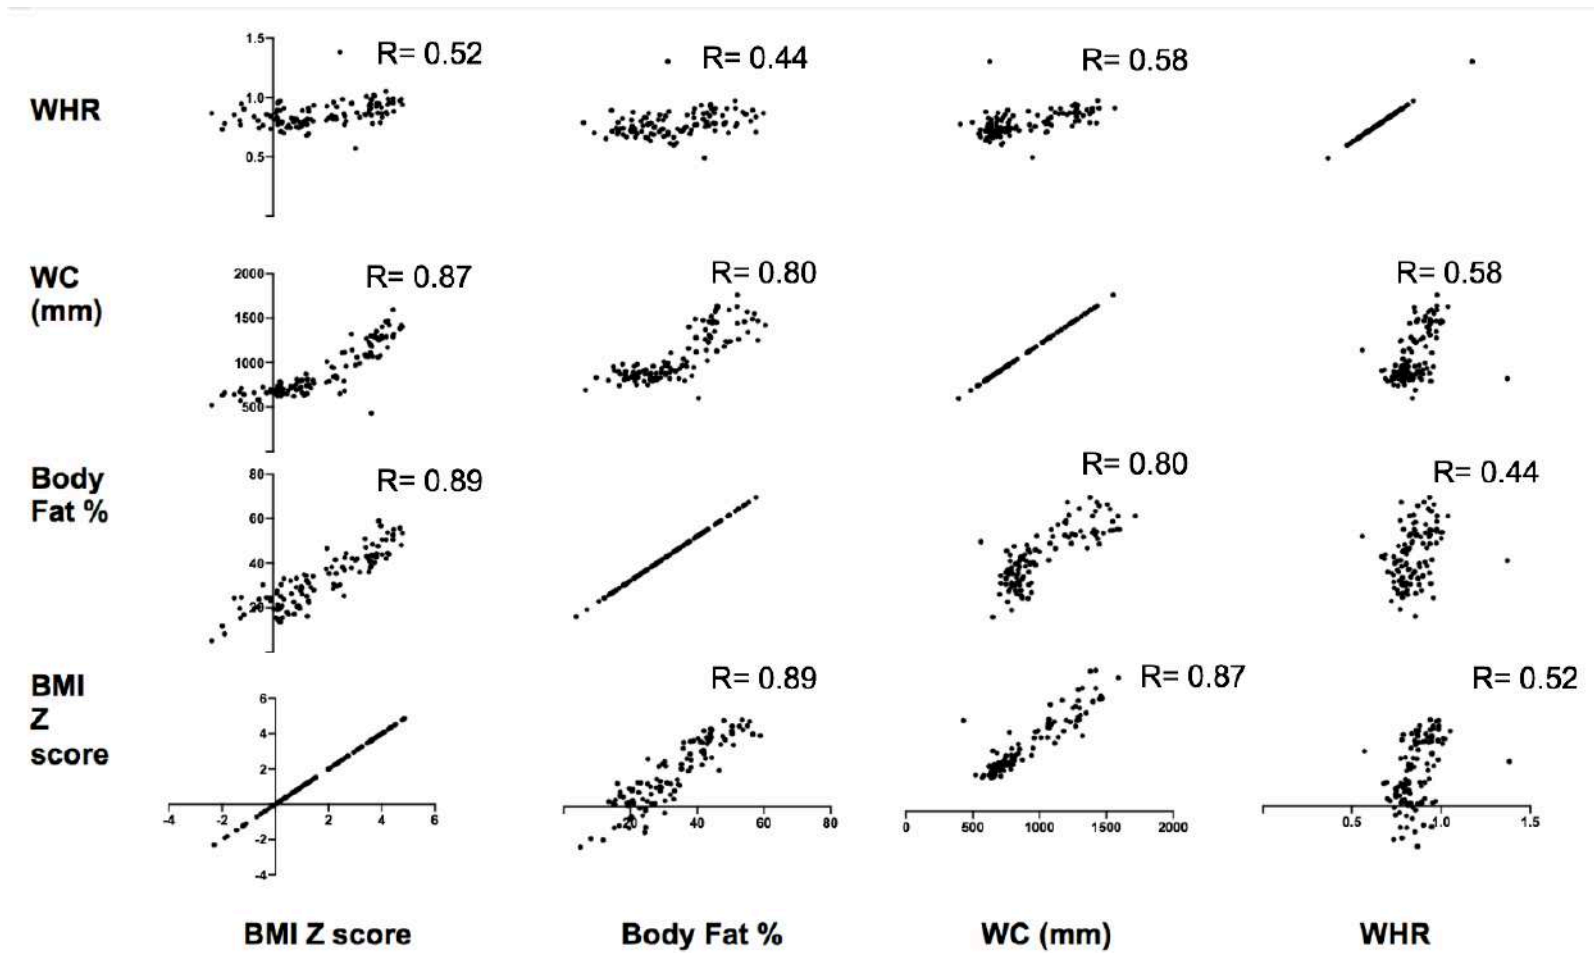 1.5
R= 0.52
R= 0.44
R= 0.58
WHR
1.0
0.5
WC
(mm)
2000
R= 0.87
R= 0.80
R= 0.58
1500
1000
500
Body
Fat %
80
R= 0.89
R= 0.80
R= 0.44
60
40
20
BMI
Z
score
6
R= 0.89
R= 0.87
R= 0.52
4
2
-4 -2 2 4 6
20 40 60 80
0 500 1000 1500 2000
0.5 1.0 1.5
-2
-4
BMI Z score
Body Fat %
WC (mm)
WHR